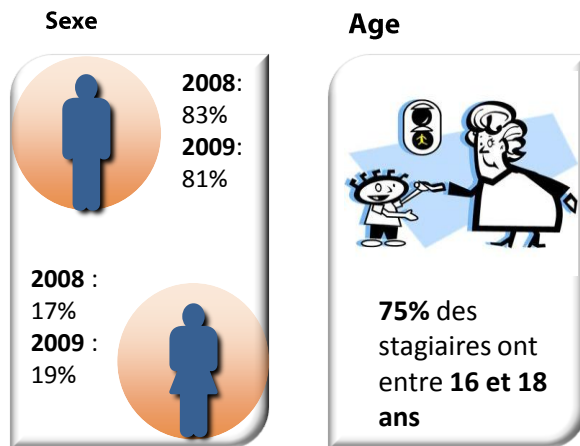 Sexe
2008:
83%
2009:
81%
2008 :
17%
2009 :
19%
Age
75% des
stagiaires ont
entre 16 et 18
ans